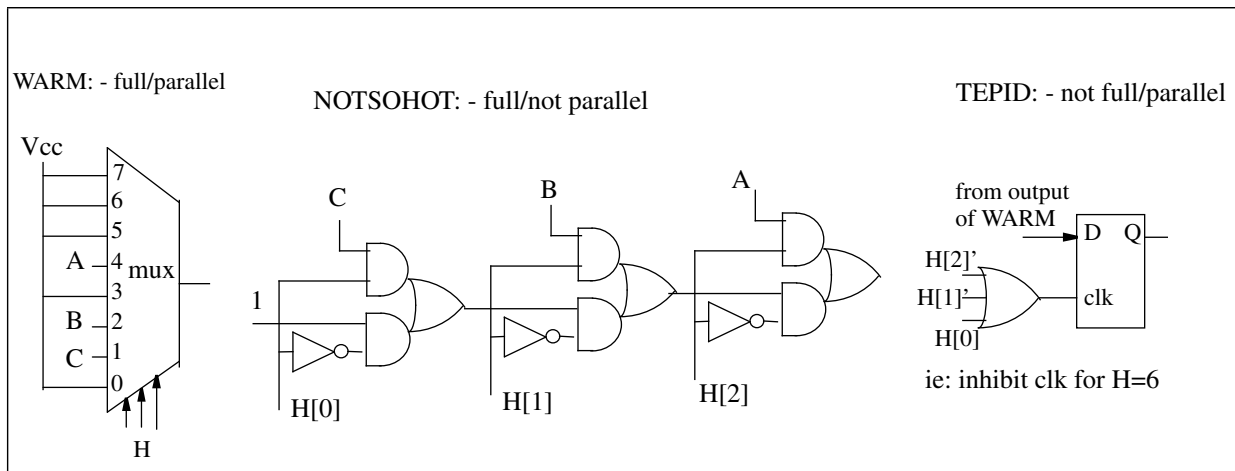 WARM: - full/parallel
NOTSOHOT: - full/not parallel
TEPID: - not full/parallel
Vcc
7
6
5
A 4
mux
3
B 2
C 1
0
H
1
C
H[0]
B
H[1]
A
H[2]
from output
of WARM
D Q
H[2]'
H[1]'
clk
H[0]
ie: inhibit clk for H=6